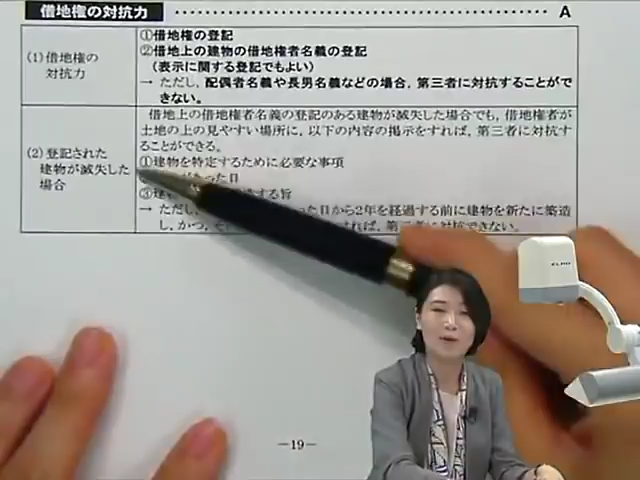 借地権の対抗力 A
(1)借地権の
対抗力
①借地権の登記
②借地上の建物の借地権者名義の登記
(表示に関する登記でもよい)
→ ただし、配偶者名義や長男名義などの場合、第三者に対抗することがで
きない。
(2)登記された
建物が滅失した
場合
借地上の借地権者名義の登記のある建物が滅失した場合でも、借地権者が
土地の上の見やすい場所に、以下の内容の掲示をすれば、第三者に対抗す
ることができる。
①建物を特定するために必要な事項
った日
③建 する旨
→ ただし った日から2年を経過する前に建物を新たに築造
し、かつ、そ れば、第 に対抗できない。
―19―
ELMO